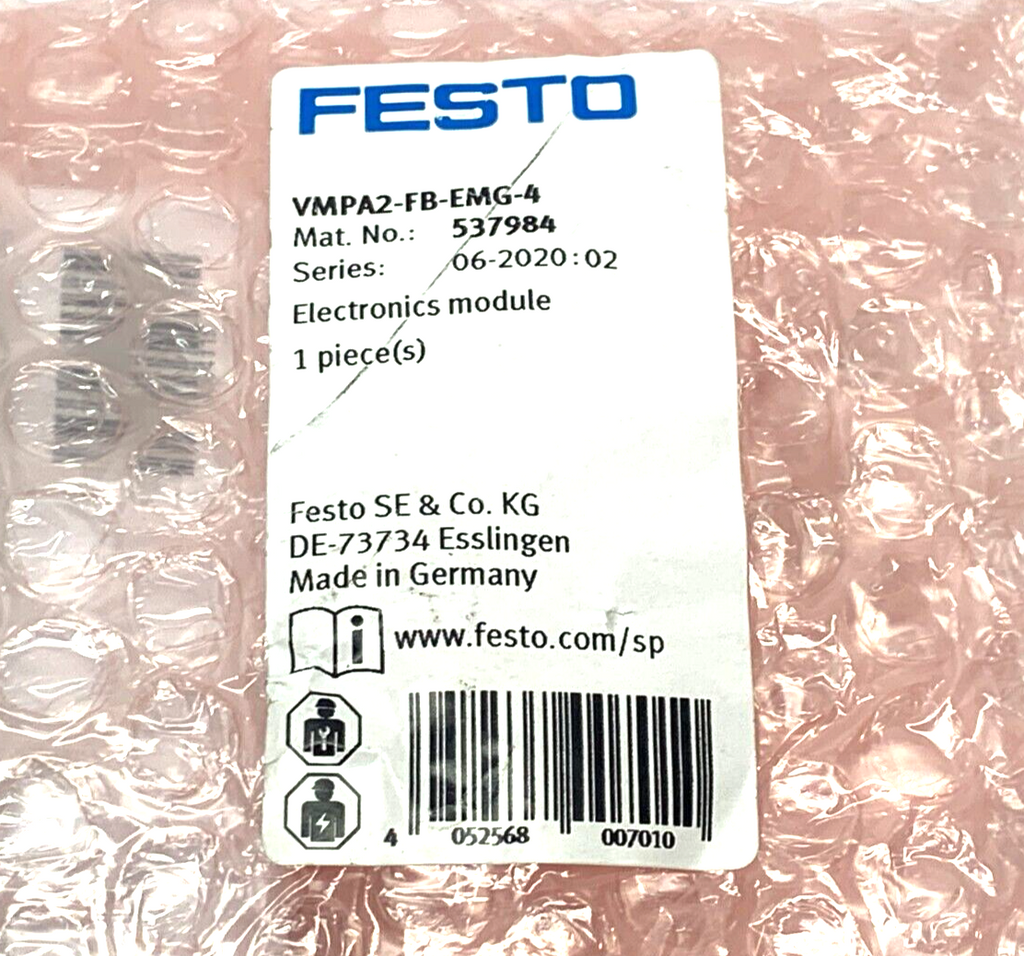 FESTO
VMPA2-FB-EMG-4
Mat. No.: 537984
Series: 06-2020:02
Electronics module
1 piece(s)
Festo SE & Co. KG
DE-73734 Esslingen
Made in Germany
i www.festo.com/sp
4 052568 007010